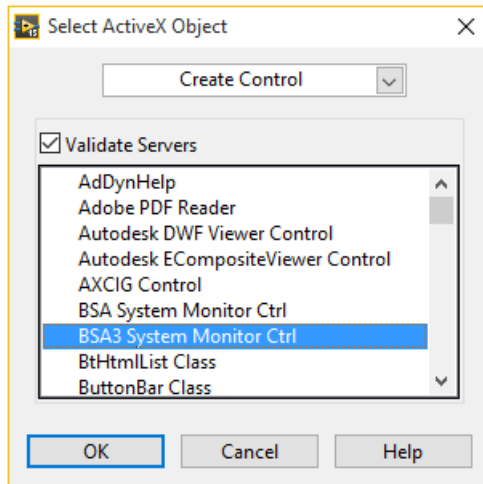 Select ActiveX Object
Create Control
Validate Servers
AdDynHelp
Adobe PDF Reader
Autodesk DWF Viewer Control
Autodesk ECompositeViewer Control
AXCIG Control
BSA System Monitor Ctrl
BSA3 System Monitor Ctrl
BtHtmlList Class
ButtonBar Class
OK Cancel Help